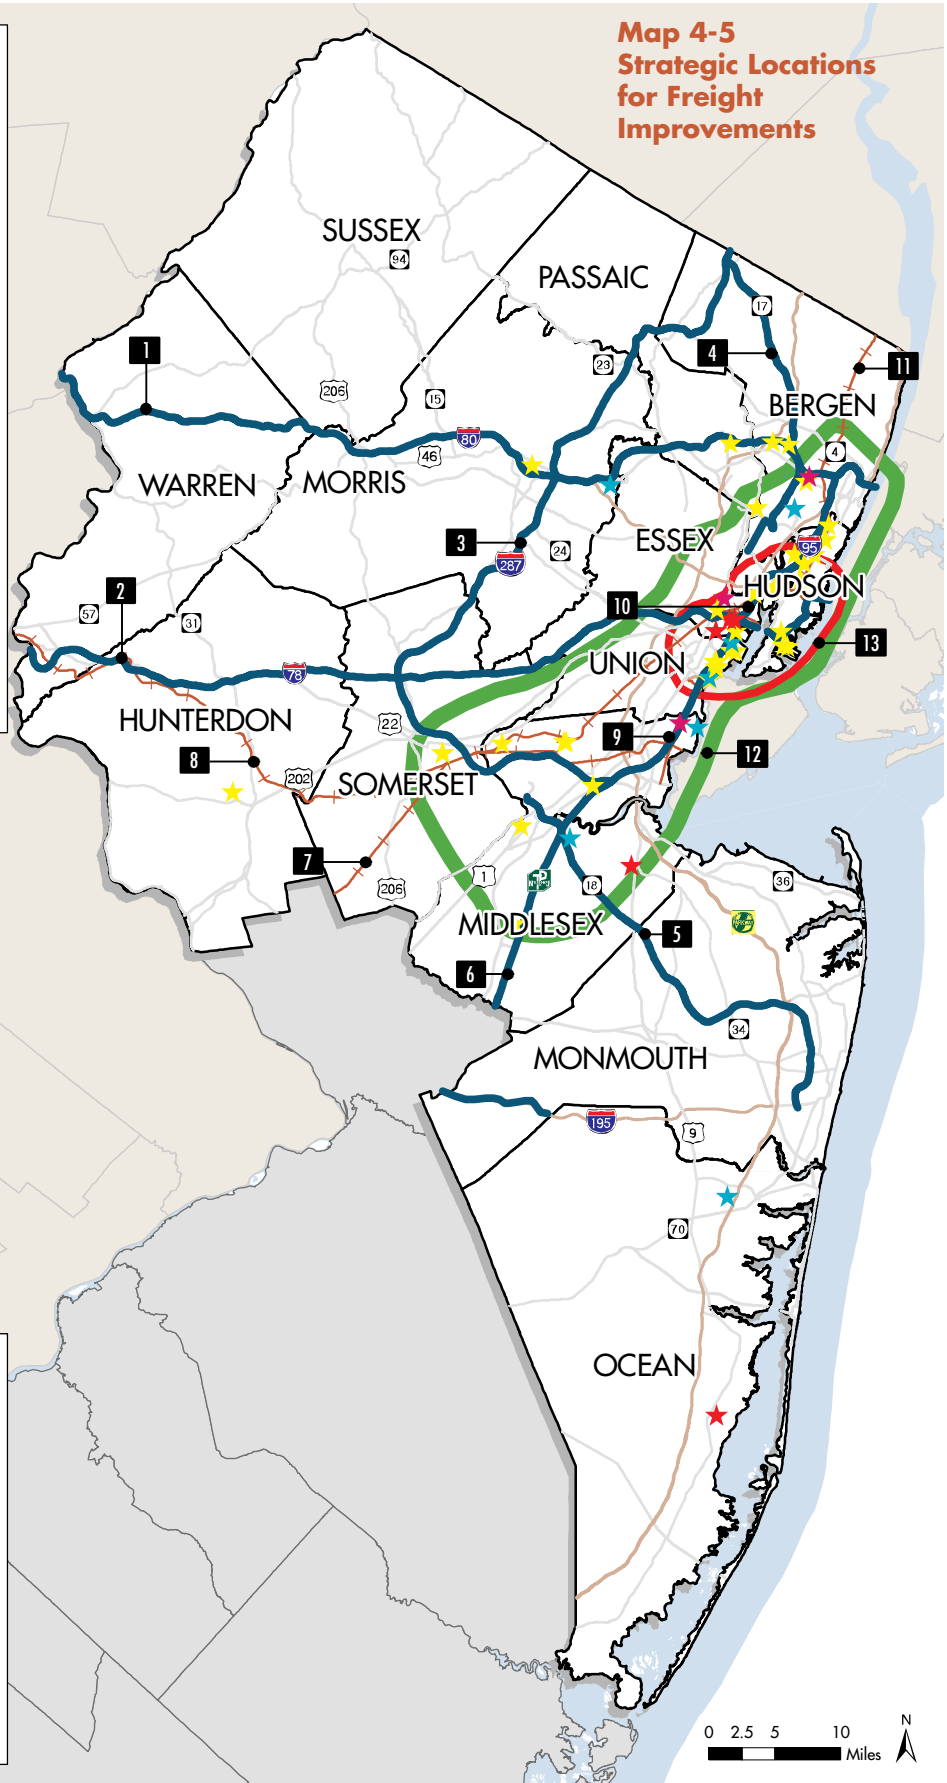 Map 4-5
Strategic Locations
for Freight
Improvements
SUSSEX
94
PASSAIC
17
1
4
11
23
206
15
BERGEN
80
46
4
WARREN
MORRIS
3
24
ESSEX
95
287
2
57
31
10
HUDSON
13
UNION
78
HUNTERDON
22
9
12
8
202
SOMERSET
7
206
1
18
36
MIDDLESEX
5
6
34
MONMOUTH
195
9
70
OCEAN
N
0 2.5 5 10
Miles